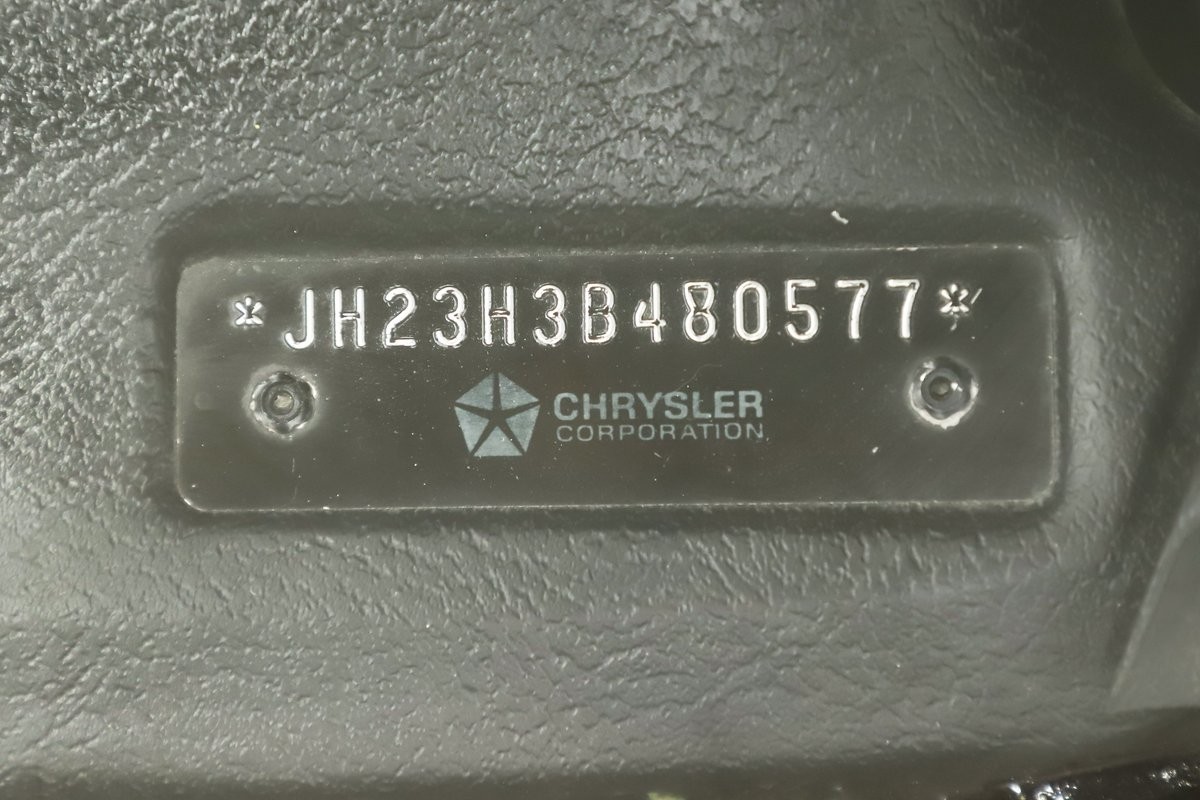 *JH23H3B480577*
CHRYSLER
CORPORATION